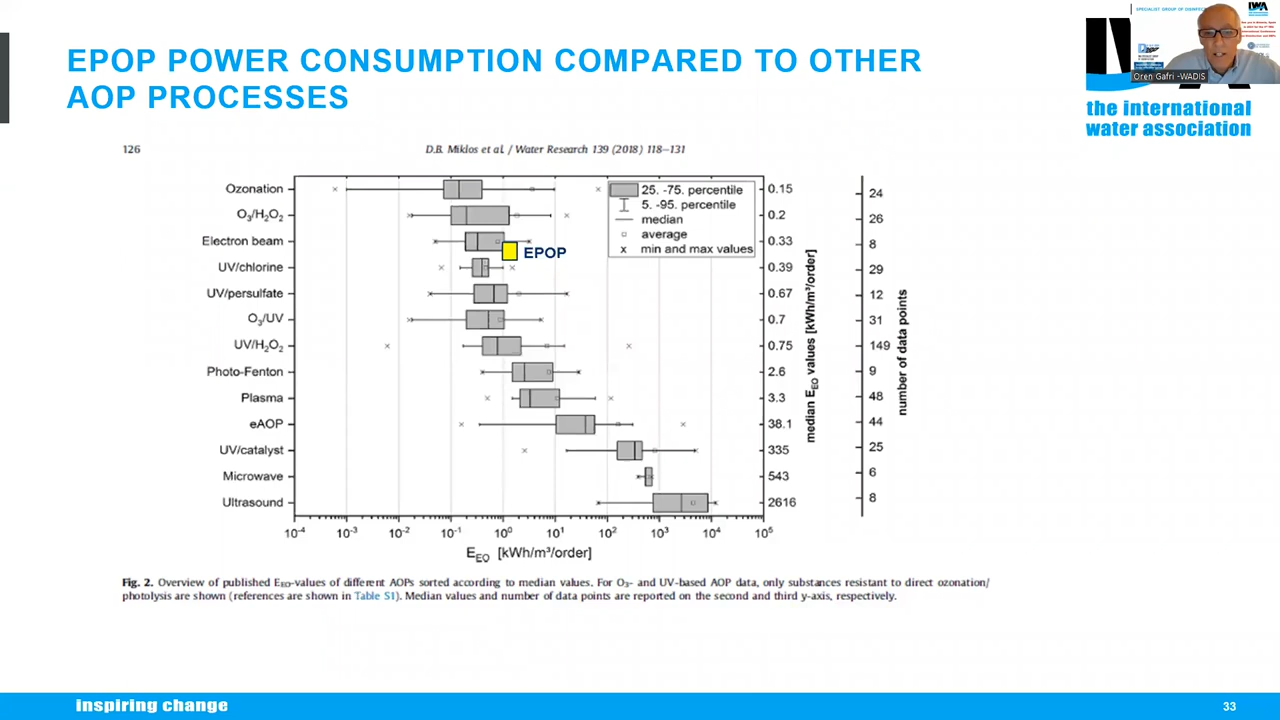 SPECIALIST GROUP OF DISINFEC
EPOP POWER CONSUMPTION COMPARED TO OTHER
AOP PROCESSES
IWA
Oren Gafri -WADIS
the international
water association
126
D.B. Miklos et al. / Water Research 139 (2018) 118–131
Ozonation
O₃/H₂O₂
Electron beam
UV/chlorine
UV/persulfate
O₃/UV
UV/H₂O₂
Photo-Fenton
Plasma
eAOP
UV/catalyst
Microwave
Ultrasound
EPOP
25. -75. percentile
5. -95. percentile
median
average
min and max values
0.15
0.2
0.33
0.39
0.67
0.7
0.75
2.6
3.3
38.1
335
543
2616
median E_EO values [kWh/m³/order]
24
26
8
29
12
31
149
9
48
44
25
6
8
number of data points
10⁻⁴ 10⁻³ 10⁻² 10⁻¹ 10⁰ 10¹ 10² 10³ 10⁴ 10⁵
E_EO [kWh/m³/order]
Fig. 2. Overview of published E_EO-values of different AOPs sorted according to median values. For O₃- and UV-based AOP data, only substances resistant to direct ozonation/
photolysis are shown (references are shown in Table S1). Median values and number of data points are reported on the second and third y-axis, respectively.
inspiring change
33